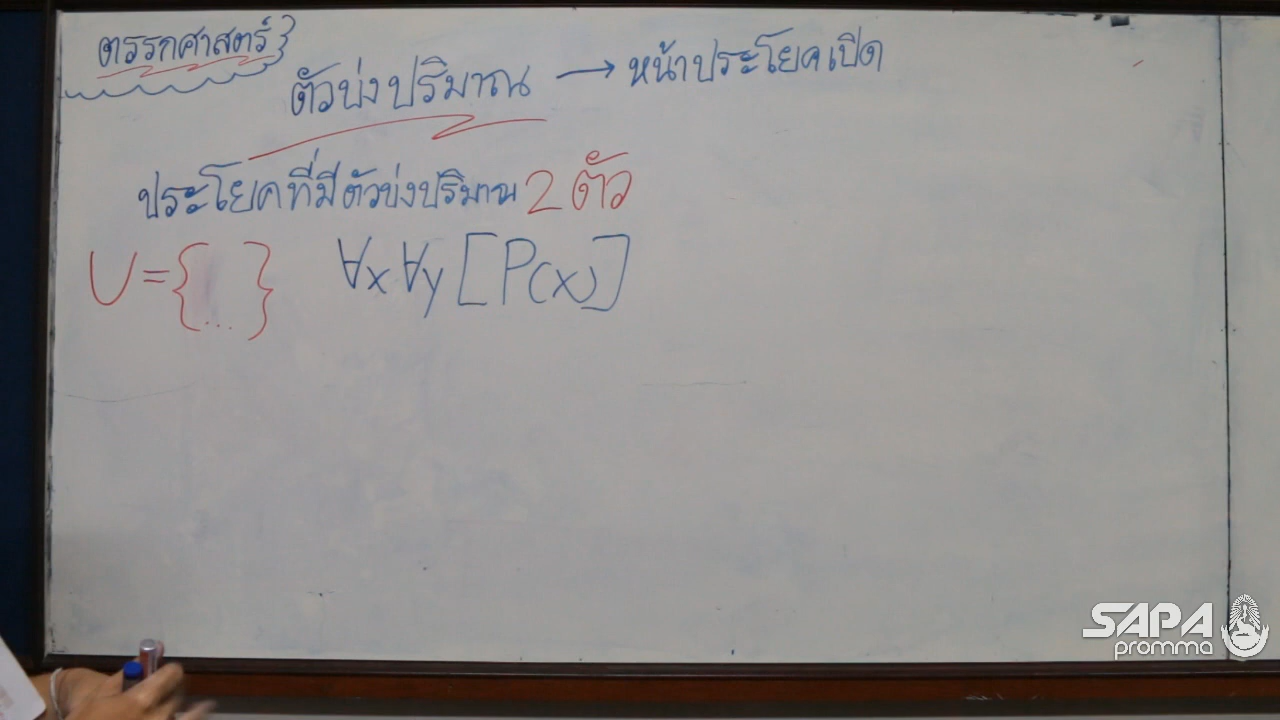 ตรรกศาสตร์
ตัวบ่งปริมาณ → หน้าประโยคเปิด
ประโยคที่มีตัวบ่งปริมาณ 2 ตัว
U = { ... } ∀x ∀y [P(x)]
SAPA
promma